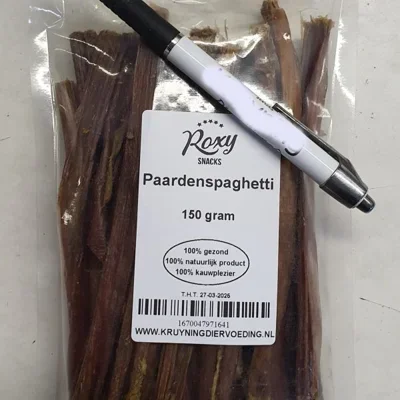 Roxy
SNACKS
Paardenspaghetti
150 gram
100% gezond
100% natuurlijk product
100% kauwplezier
T.H.T. 27-03-2026
1670047971641
WWW.KRUYNINGDIERVOEDING.NL